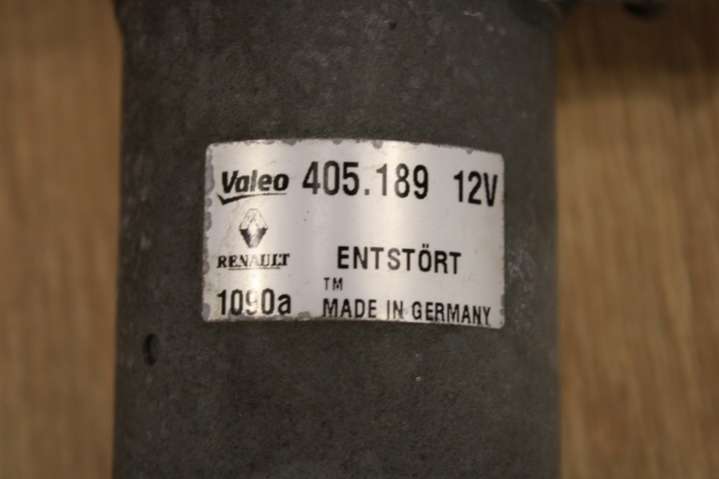 Valeo 405.189 12V
RENAULT ENTSTÖRT
TM
1090a MADE IN GERMANY